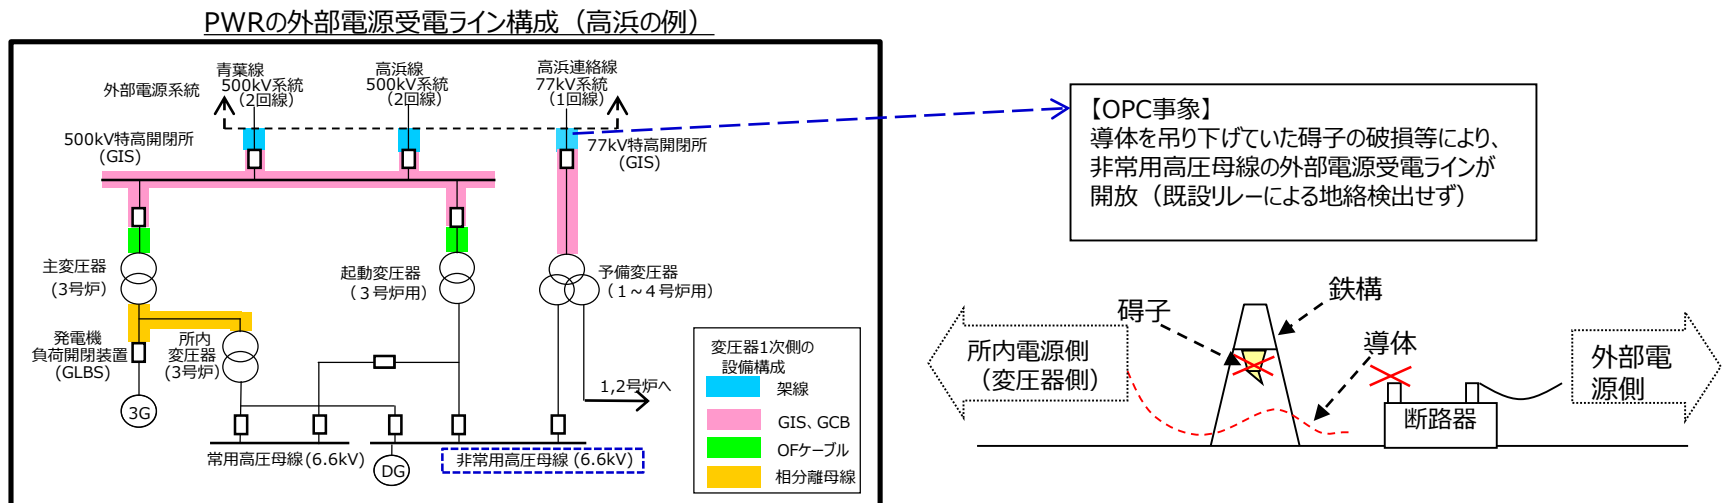 PWRの外部電源受電ライン構成（高浜の例）
外部電源系統
青葉線
500kV系統
(2回線)
高浜線
500kV系統
(2回線)
高浜連絡線
77kV系統
(1回線)
500kV特高開閉所
(GIS)
77kV特高開閉所
(GIS)
主変圧器
(3号炉)
起動変圧器
(３号炉用)
予備変圧器
(１~４号炉用)
発電機
負荷開閉装置
(GLBS)
所内
変圧器
(3号炉)
3G
1,2号炉へ
常用高圧母線(6.6kV)
DG
非常用高圧母線(6.6kV)
変圧器1次側の
設備構成
架線
GIS、GCB
OFケーブル
相分離母線
【OPC事象】
導体を吊り下げていた碍子の破損等により、
非常用高圧母線の外部電源受電ラインが
開放（既設リレーによる地絡検出せず）
所内電源側
（変圧器側）
碍子
鉄構
導体
断路器
外部電
源側